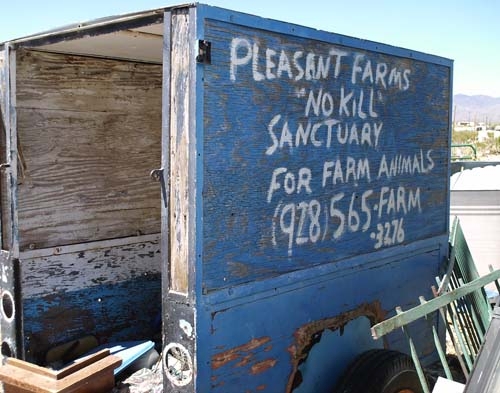 PLEASANT FARMS
"NO KILL"
SANCTUARY
FOR FARM ANIMALS
(928)565-FARM
-3276